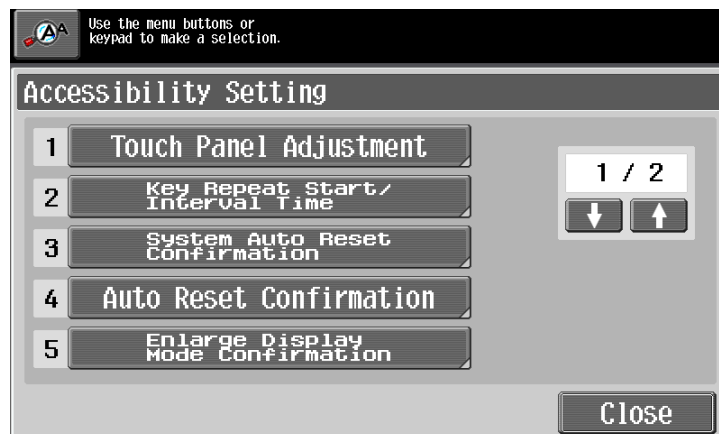 AA
Use the menu buttons or
keypad to make a selection.
Accessibility Setting
1 Touch Panel Adjustment
2 Key Repeat Start/
Interval Time
3 System Auto Reset
Confirmation
4 Auto Reset Confirmation
5 Enlarge Display
Mode Confirmation
1 / 2
Close